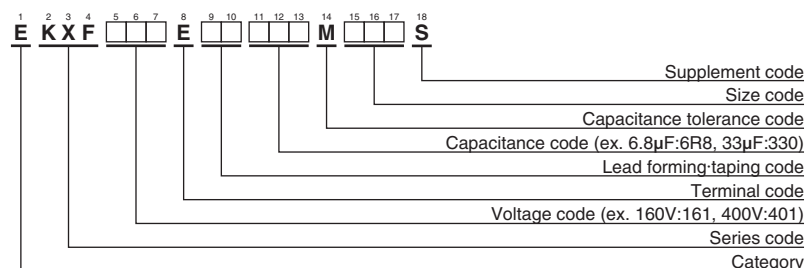 1 2 3 4 5 6 7 8 9 10 11 12 13 14 15 16 17 18
E K X F □□□ E □□ □□□ M □□□ S
Supplement code
Size code
Capacitance tolerance code
Capacitance code (ex. 6.8µF:6R8, 33µF:330)
Lead forming·taping code
Terminal code
Voltage code (ex. 160V:161, 400V:401)
Series code
Category